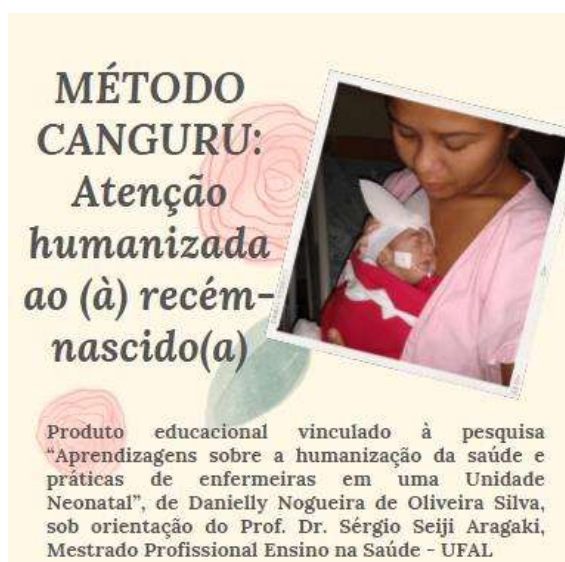 MÉTODO
CANGURU:
Atenção
humanizada
ao (à) recém-
nascido(a)
Produto educacional vinculado à pesquisa
“Aprendizagens sobre a humanização da saúde e
práticas de enfermeiras em uma Unidade
Neonatal”, de Danielly Nogueira de Oliveira Silva,
sob orientação do Prof. Dr. Sérgio Seiji Aragaki,
Mestrado Profissional Ensino na Saúde - UFAL